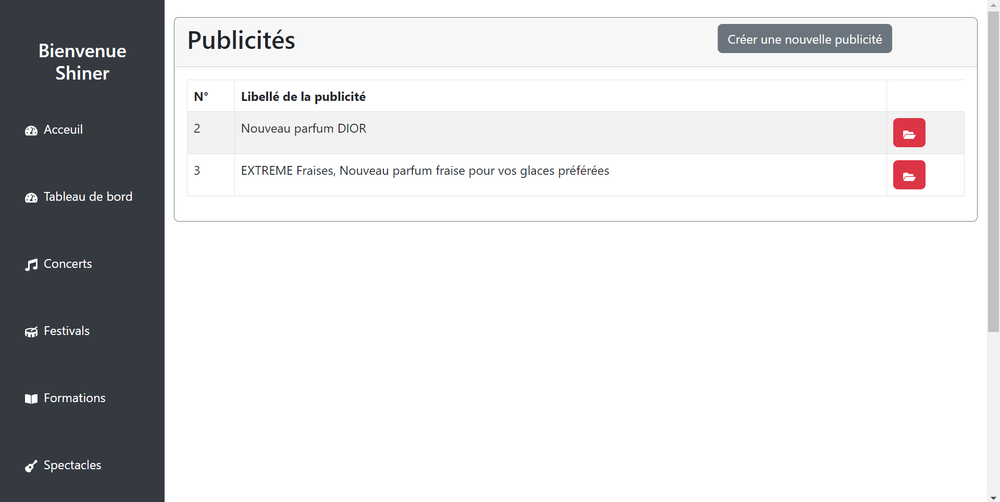 Bienvenue
Shiner
Acceuil
Tableau de bord
Concerts
Festivals
Formations
Spectacles
Publicités
Créer une nouvelle publicité
N° Libellé de la publicité
2 Nouveau parfum DIOR
3 EXTREME Fraises, Nouveau parfum fraise pour vos glaces préférées